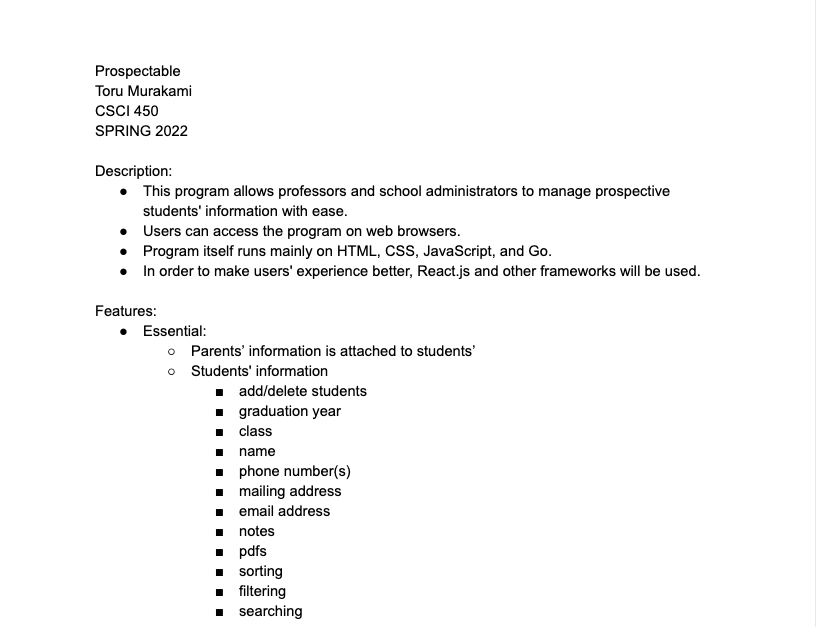 Prospectable
Toru Murakami
CSCI 450
SPRING 2022
Description:
● This program allows professors and school administrators to manage prospective
students' information with ease.
● Users can access the program on web browsers.
● Program itself runs mainly on HTML, CSS, JavaScript, and Go.
● In order to make users' experience better, React.js and other frameworks will be used.
Features:
● Essential:
○ Parents’ information is attached to students’
○ Students' information
■ add/delete students
■ graduation year
■ class
■ name
■ phone number(s)
■ mailing address
■ email address
■ notes
■ pdfs
■ sorting
■ filtering
■ searching